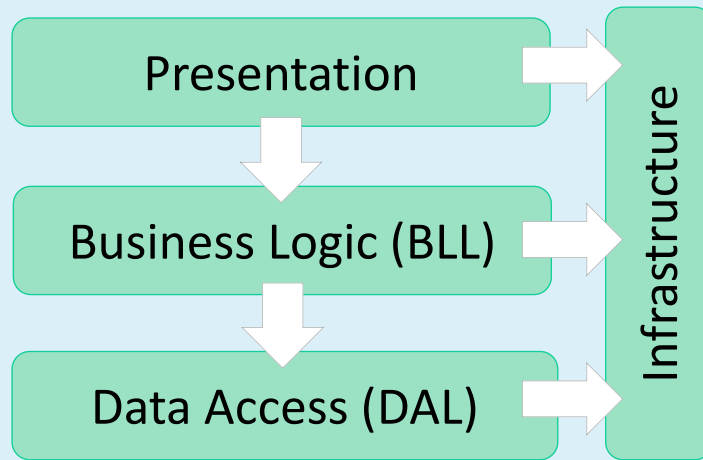 Presentation
Business Logic (BLL)
Data Access (DAL)
Infrastructure